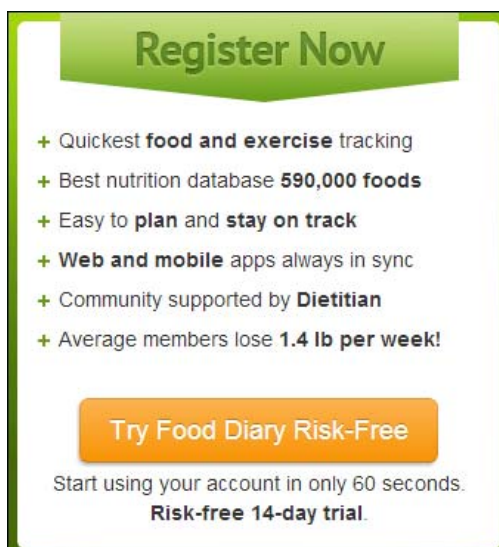 Register Now
+ Quickest food and exercise tracking
+ Best nutrition database 590,000 foods
+ Easy to plan and stay on track
+ Web and mobile apps always in sync
+ Community supported by Dietitian
+ Average members lose 1.4 lb per week!
Try Food Diary Risk-Free
Start using your account in only 60 seconds.
Risk-free 14-day trial.